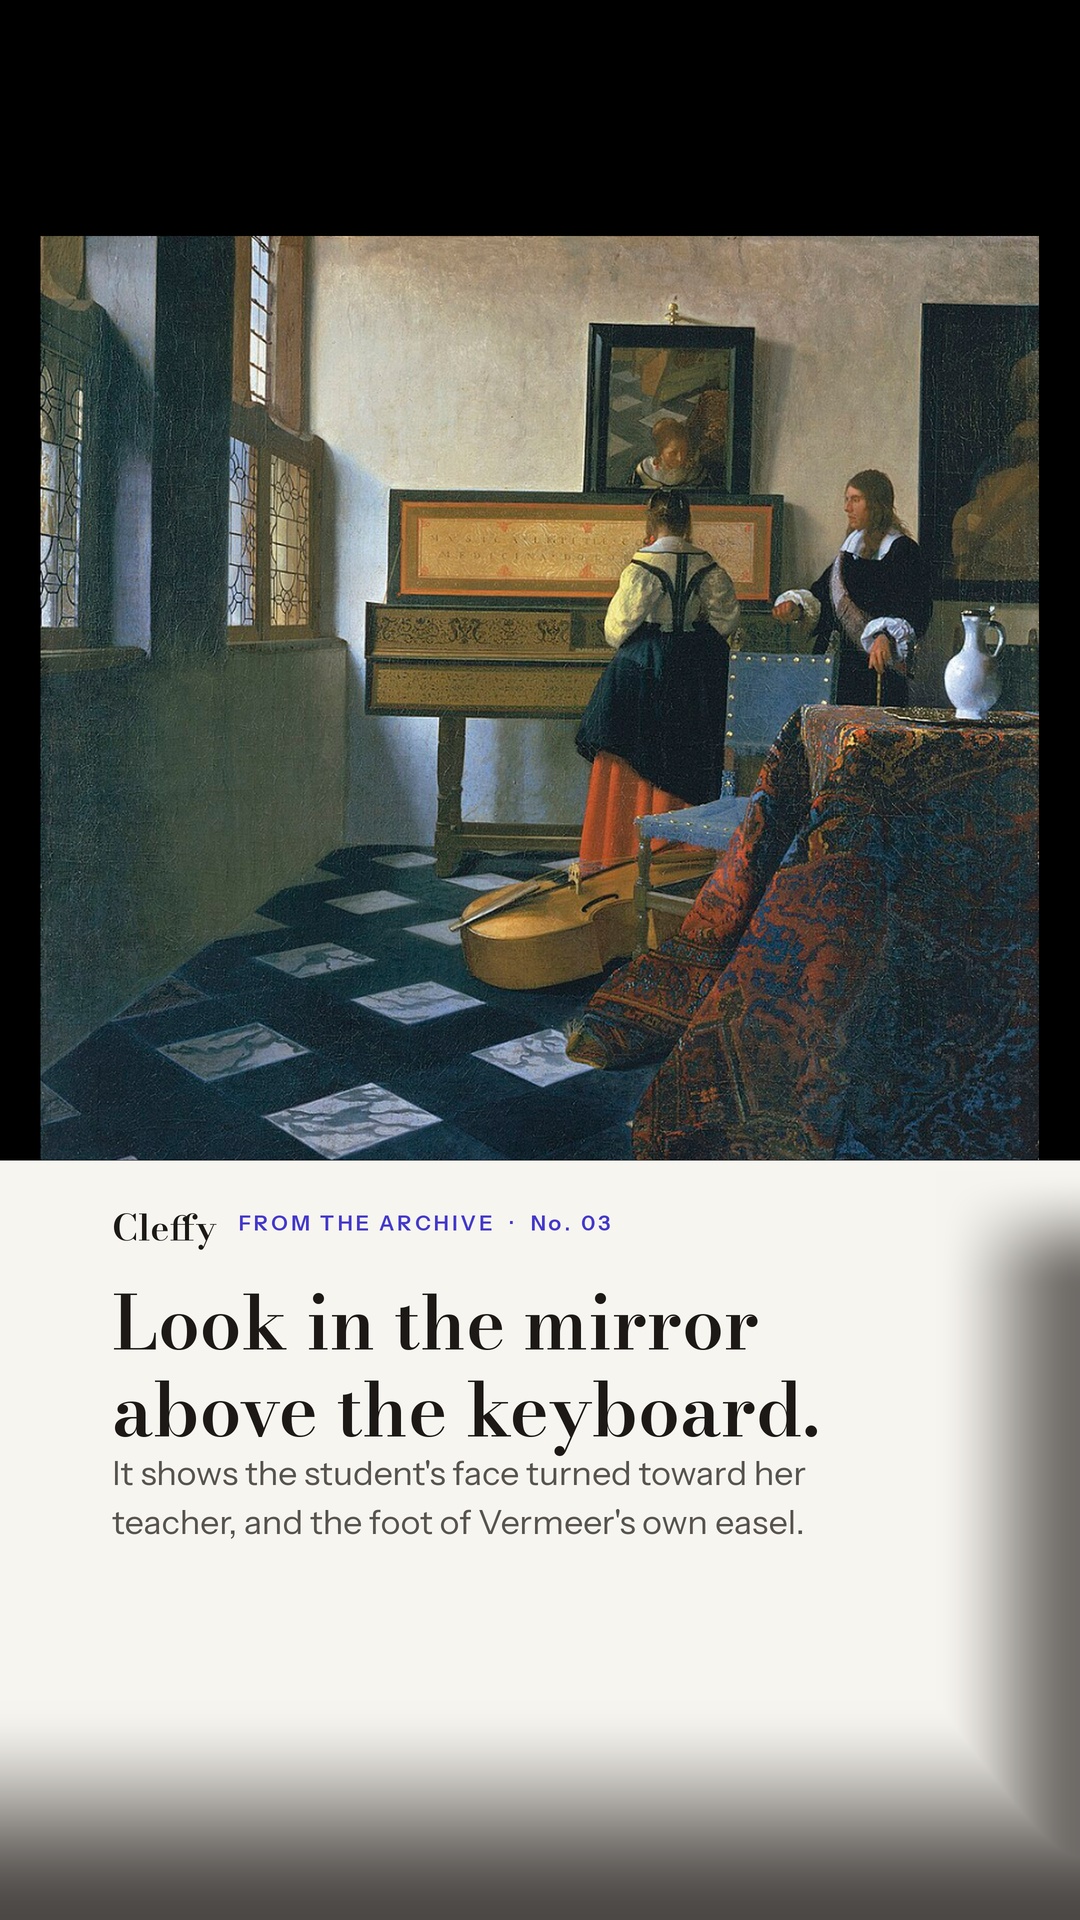 Cleffy FROM THE ARCHIVE · No. 03
Look in the mirror
above the keyboard.
It shows the student's face turned toward her
teacher, and the foot of Vermeer's own easel.